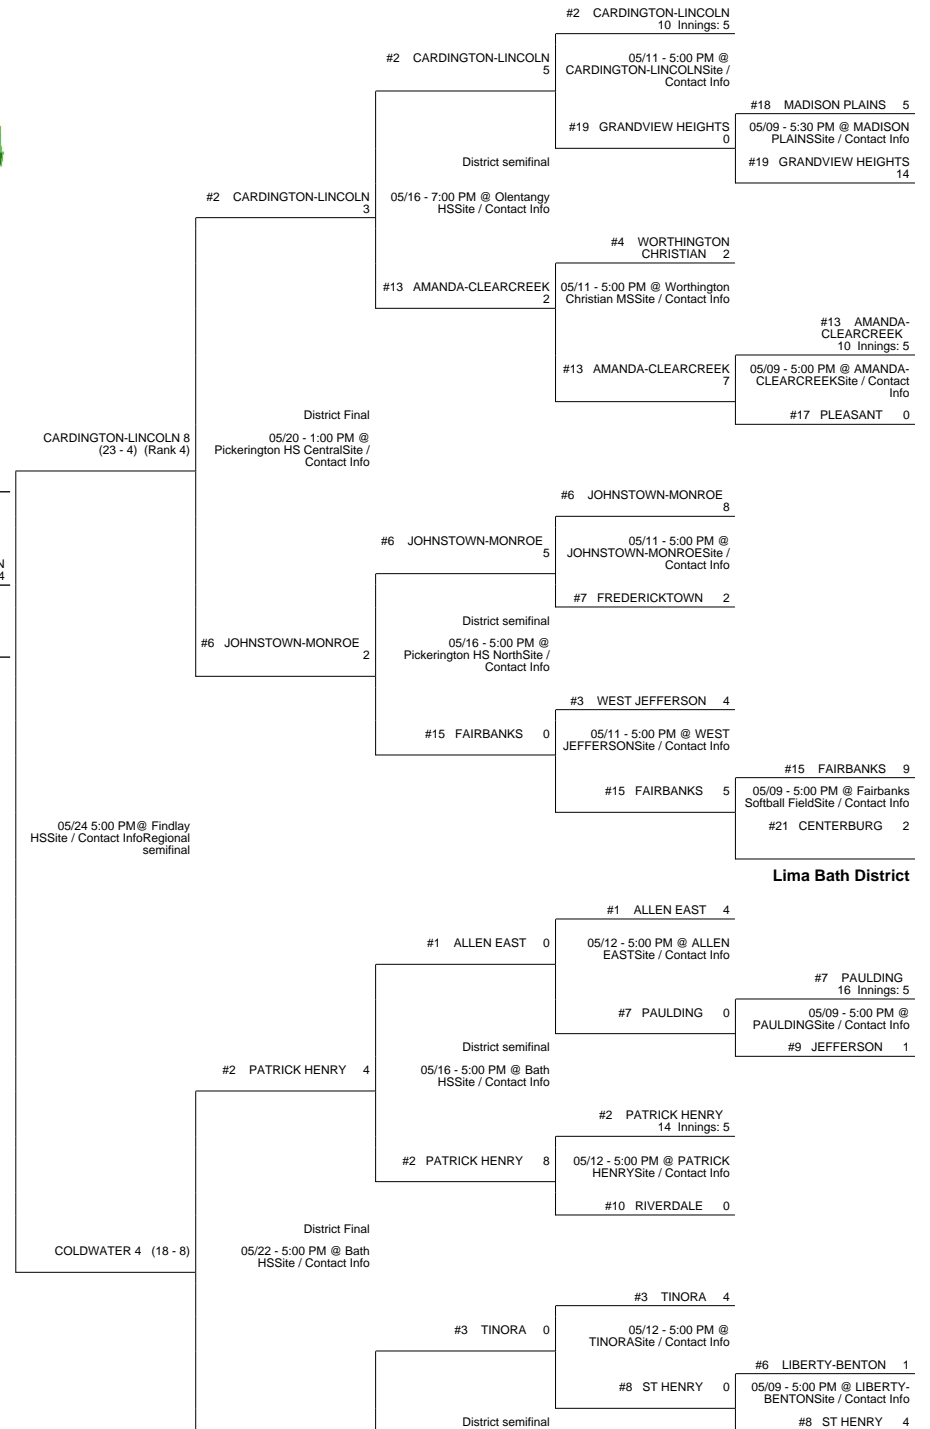 #2 CARDINGTON-LINCOLN
10 Innings: 5
#2 CARDINGTON-LINCOLN
5
05/11 - 5:00 PM @
CARDINGTON-LINCOLNSite /
Contact Info
#18 MADISON PLAINS 5
#19 GRANDVIEW HEIGHTS
0
05/09 - 5:30 PM @ MADISON
PLAINSSite / Contact Info
#19 GRANDVIEW HEIGHTS
14
District semifinal
#2 CARDINGTON-LINCOLN
3
05/16 - 7:00 PM @ Olentangy
HSSite / Contact Info
#4 WORTHINGTON
CHRISTIAN 2
#13 AMANDA-CLEARCREEK
2
05/11 - 5:00 PM @ Worthington
Christian MSSite / Contact Info
#13 AMANDA-
CLEARCREEK
10 Innings: 5
#13 AMANDA-CLEARCREEK
7
05/09 - 5:00 PM @ AMANDA-
CLEARCREEKSite / Contact
Info
#17 PLEASANT 0
District Final
CARDINGTON-LINCOLN 8
(23 - 4) (Rank 4)
05/20 - 1:00 PM @
Pickerington HS CentralSite /
Contact Info
#6 JOHNSTOWN-MONROE
8
#6 JOHNSTOWN-MONROE
5
05/11 - 5:00 PM @
JOHNSTOWN-MONROESite /
Contact Info
N
4
#7 FREDERICKTOWN 2
District semifinal
#6 JOHNSTOWN-MONROE
2
05/16 - 5:00 PM @
Pickerington HS NorthSite /
Contact Info
#3 WEST JEFFERSON 4
#15 FAIRBANKS 0
05/11 - 5:00 PM @ WEST
JEFFERSONSite / Contact Info
#15 FAIRBANKS 9
#15 FAIRBANKS 5
05/09 - 5:00 PM @ Fairbanks
Softball FieldSite / Contact Info
#21 CENTERBURG 2
05/24 5:00 PM@ Findlay
HSSite / Contact InfoRegional
semifinal
Lima Bath District
#1 ALLEN EAST 4
#1 ALLEN EAST 0
05/12 - 5:00 PM @ ALLEN
EASTSite / Contact Info
#7 PAULDING
16 Innings: 5
#7 PAULDING 0
05/09 - 5:00 PM @
PAULDINGSite / Contact Info
#9 JEFFERSON 1
District semifinal
#2 PATRICK HENRY 4
05/16 - 5:00 PM @ Bath
HSSite / Contact Info
#2 PATRICK HENRY
14 Innings: 5
#2 PATRICK HENRY 8
05/12 - 5:00 PM @ PATRICK
HENRYSite / Contact Info
#10 RIVERDALE 0
District Final
COLDWATER 4 (18 - 8)
05/22 - 5:00 PM @ Bath
HSSite / Contact Info
#3 TINORA 4
#3 TINORA 0
05/12 - 5:00 PM @
TINORASite / Contact Info
#6 LIBERTY-BENTON 1
#8 ST HENRY 0
05/09 - 5:00 PM @ LIBERTY-
BENTONSite / Contact Info
District semifinal
#8 ST HENRY 4